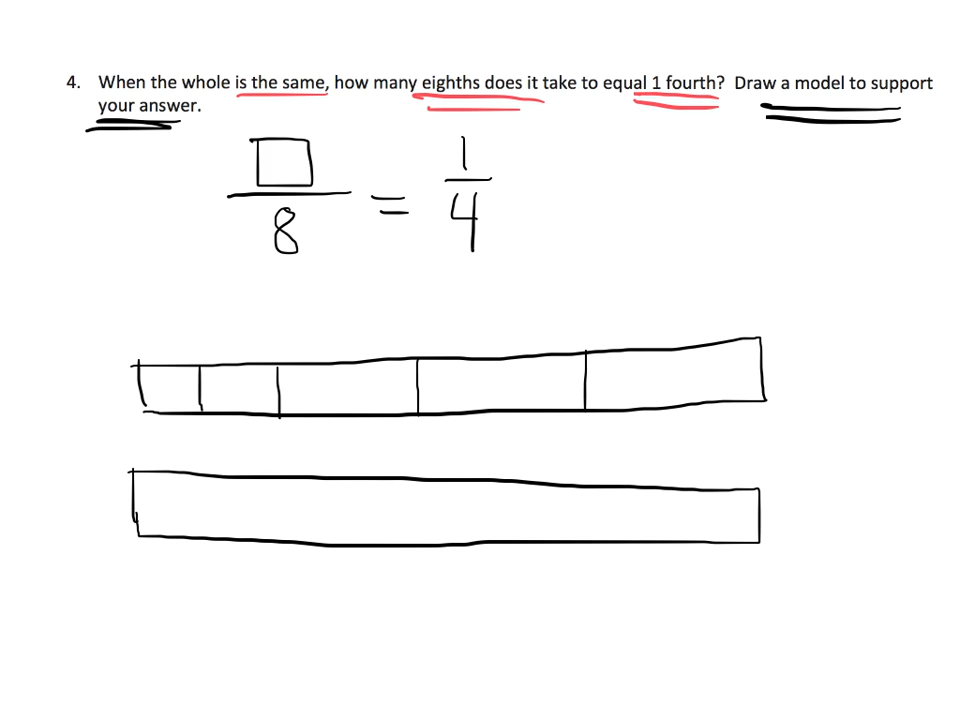 4. When the whole is the same, how many eighths does it take to equal 1 fourth? Draw a model to support
your answer.
□/8 = 1/4